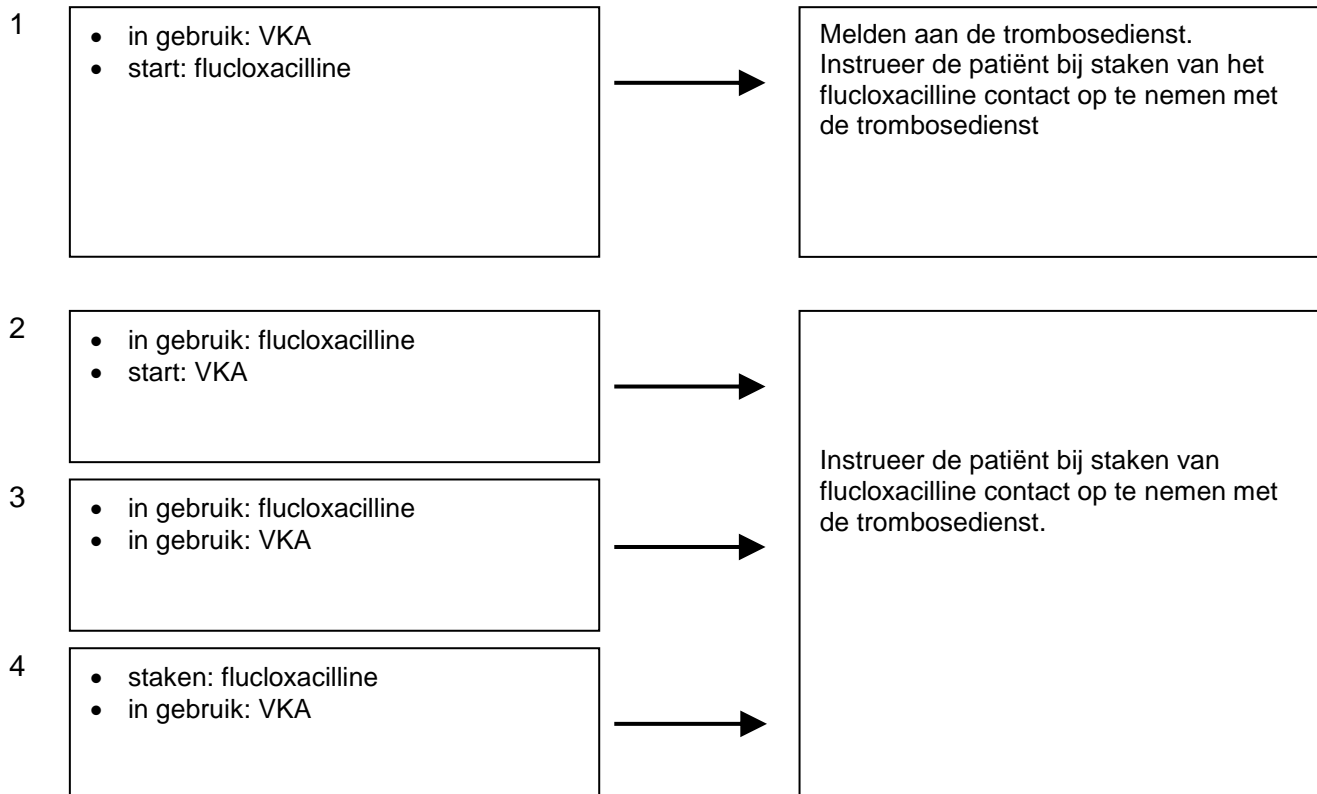 1
• in gebruik: VKA
• start: flucloxacilline
Melden aan de trombosedienst.
Instrueer de patiënt bij staken van het
flucloxacilline contact op te nemen met
de trombosedienst
2
• in gebruik: flucloxacilline
• start: VKA
3
• in gebruik: flucloxacilline
• in gebruik: VKA
4
• staken: flucloxacilline
• in gebruik: VKA
Instrueer de patiënt bij staken van
flucloxacilline contact op te nemen met
de trombosedienst.